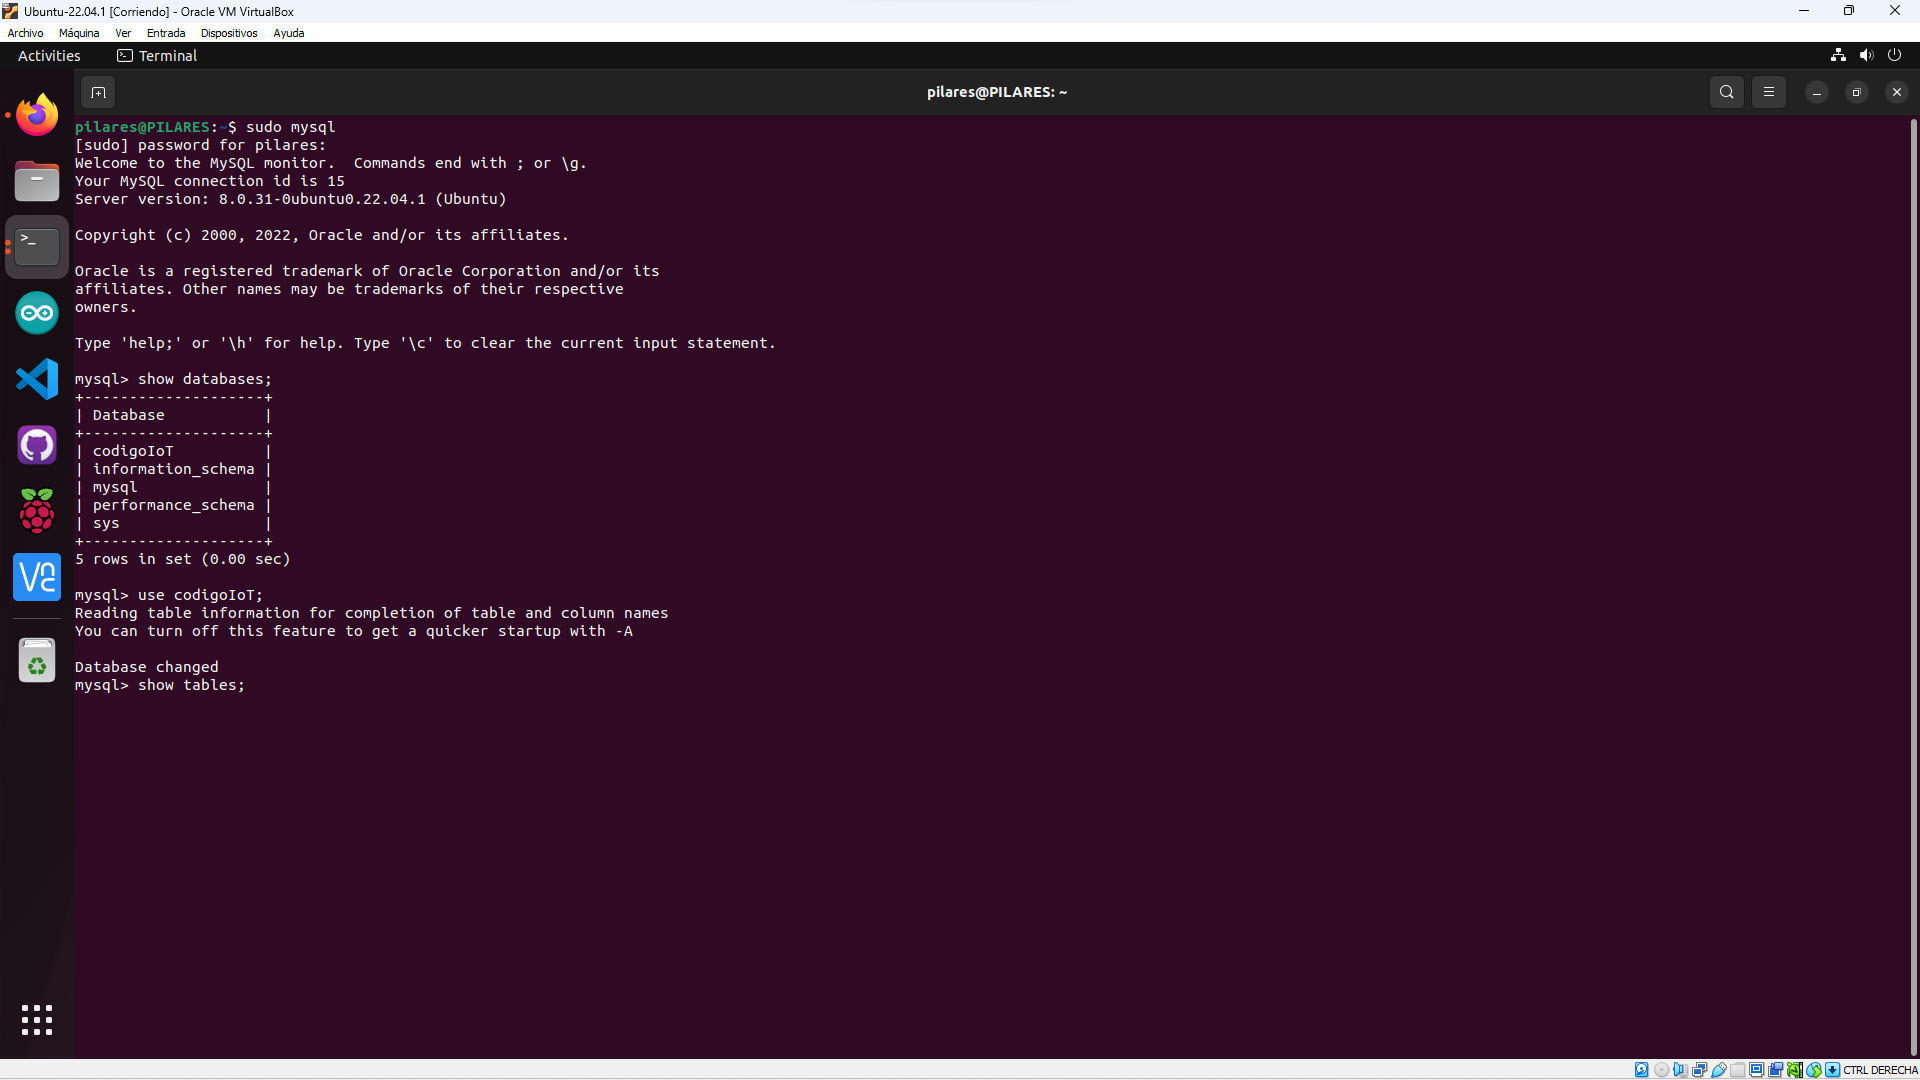 Ubuntu-22.04.1 [Corriendo] - Oracle VM VirtualBox
Archivo Máquina Ver Entrada Dispositivos Ayuda
Activities Terminal
pilares@PILARES: ~
pilares@PILARES:~$ sudo mysql
[sudo] password for pilares:
Welcome to the MySQL monitor.  Commands end with ; or \g.
Your MySQL connection id is 15
Server version: 8.0.31-0ubuntu0.22.04.1 (Ubuntu)
Copyright (c) 2000, 2022, Oracle and/or its affiliates.
Oracle is a registered trademark of Oracle Corporation and/or its
affiliates. Other names may be trademarks of their respective
owners.
Type 'help;' or '\h' for help. Type '\c' to clear the current input statement.
mysql> show databases;
+--------------------+
| Database           |
+--------------------+
| codigoIoT          |
| information_schema |
| mysql              |
| performance_schema |
| sys                |
+--------------------+
5 rows in set (0.00 sec)
mysql> use codigoIoT;
Reading table information for completion of table and column names
You can turn off this feature to get a quicker startup with -A
Database changed
mysql> show tables;
CTRL DERECHA